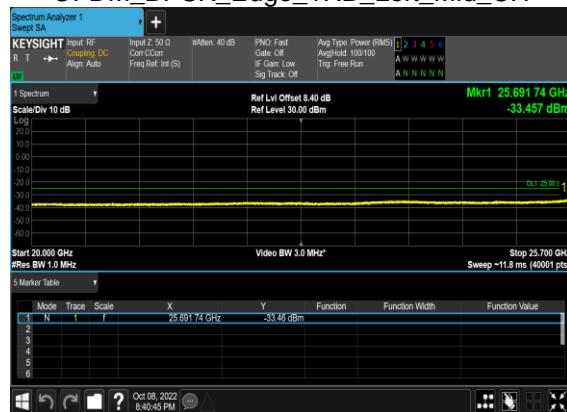 Spectrum Analyzer 1
Swept SA
KEYSIGHT Input: RF Input Z: 50 Ω #Atten: 40 dB PNO: Fast Avg Type: Power (RMS) 1 2 3 4 5 6
R T Coupling: DC Corr CCorr Gate: Off Avg|Hold: 100/100 A W W W W W
Align: Auto Freq Ref: Int (S) IF Gain: Low Trig: Free Run
Sig Track: Off A N N N N N
LW
1 Spectrum Ref Lvl Offset 8.40 dB Mkr1 25.691 74 GHz
Scale/Div 10 dB Ref Level 30.00 dBm -33.457 dBm
Log
20.0
10.0
0.00
-10.0
-20.0
DL1 -25.00
1
-30.0
-40.0
-50.0
-60.0
Start 20.000 GHz Video BW 3.0 MHz* Stop 25.700 GHz
#Res BW 1.0 MHz Sweep ~11.8 ms (40001 pts
5 Marker Table
Mode Trace Scale X Y Function Function Width Function Value
1 N 1 f 25.691 74 GHz -33.46 dBm
2
3
4
5
6
? Oct 08, 2022
8:40:45 PM